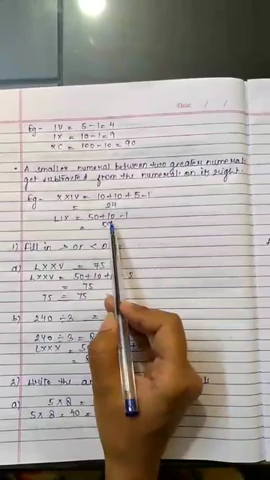 Date / /
Eg - IV = 5-1=4
IX = 10-1=9
XC = 100-10=90
• A smaller numeral between two greater numeral
get subtracted from the numeral on its right.
Eg - XXIV = 10+10+5-1
= 24
LIX = 50+10-1
=
1) Fill in > or <
a) LXXV = 75
LXXV = 50+10+ 5
= 75
75 = 75
b) 240 ÷ 3 =
240 ÷ 3 = 8
LXXX =
=
2) Write the
a) 5 x 8 =
5 x 8 = 40 =